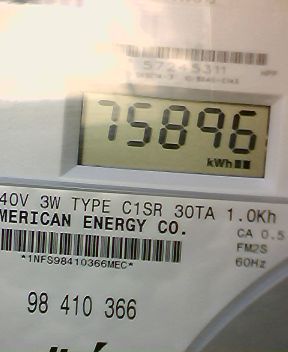 57245311
75896
kWh
40V 3W TYPE C1SR 30TA 1.0Kh
MERICAN ENERGY CO.
CA 0.5
*1NFS98410366MEC*
FM2S
60Hz
98 410 366